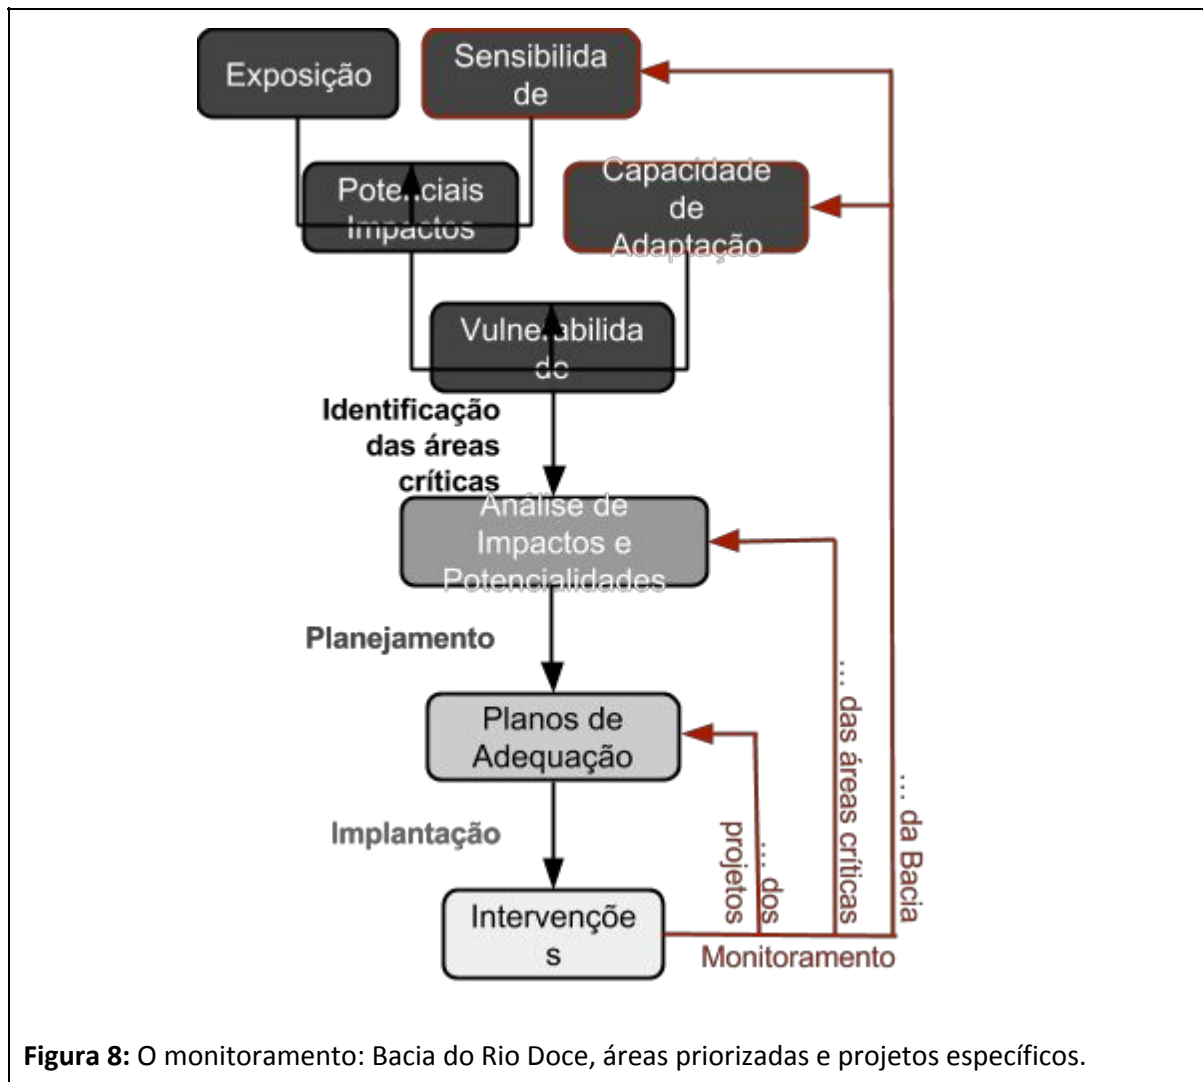 Exposição
Sensibilida
de
Potenciais
Impactos
Capacidade
de
Adaptação
Vulnerabilida
de
Identificação
das áreas
críticas
Análise de
Impactos e
Potencialidades
Planejamento
Planos de
Adequação
Implantação
Intervençõe
s
... dos
projetos
... das áreas críticas
... da Bacia
Monitoramento
Figura 8: O monitoramento: Bacia do Rio Doce, áreas priorizadas e projetos específicos.